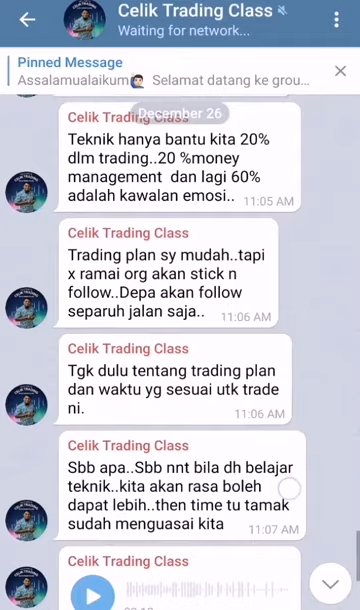 Celik Trading Class
Waiting for network...
Pinned Message
Assalamualaikum🙋🏻‍♂️ Selamat datang ke grou...
December 26
Celik Trading Class
Teknik hanya bantu kita 20%
dlm trading..20 %money
management dan lagi 60%
adalah kawalan emosi..
11:05 AM
Celik Trading Class
Trading plan sy mudah..tapi
x ramai org akan stick n
follow..Depa akan follow
separuh jalan saja..
11:06 AM
Celik Trading Class
Tgk dulu tentang trading plan
dan waktu yg sesuai utk trade
ni.
11:06 AM
Celik Trading Class
Sbb apa..Sbb nnt bila dh belajar
teknik..kita akan rasa boleh
dapat lebih..then time tu tamak
sudah menguasai kita
11:07 AM
Celik Trading Class